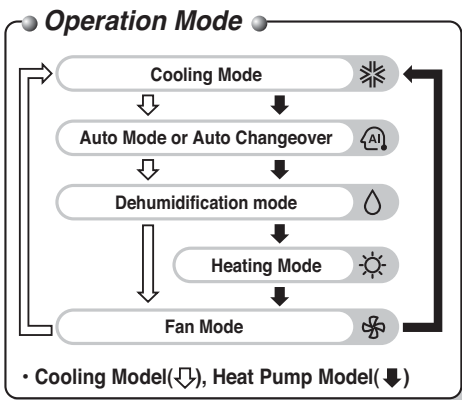 Operation Mode
Cooling Mode
Auto Mode or Auto Changeover
AI
Dehumidification mode
Heating Mode
Fan Mode
• Cooling Model(⇩), Heat Pump Model(⬇)